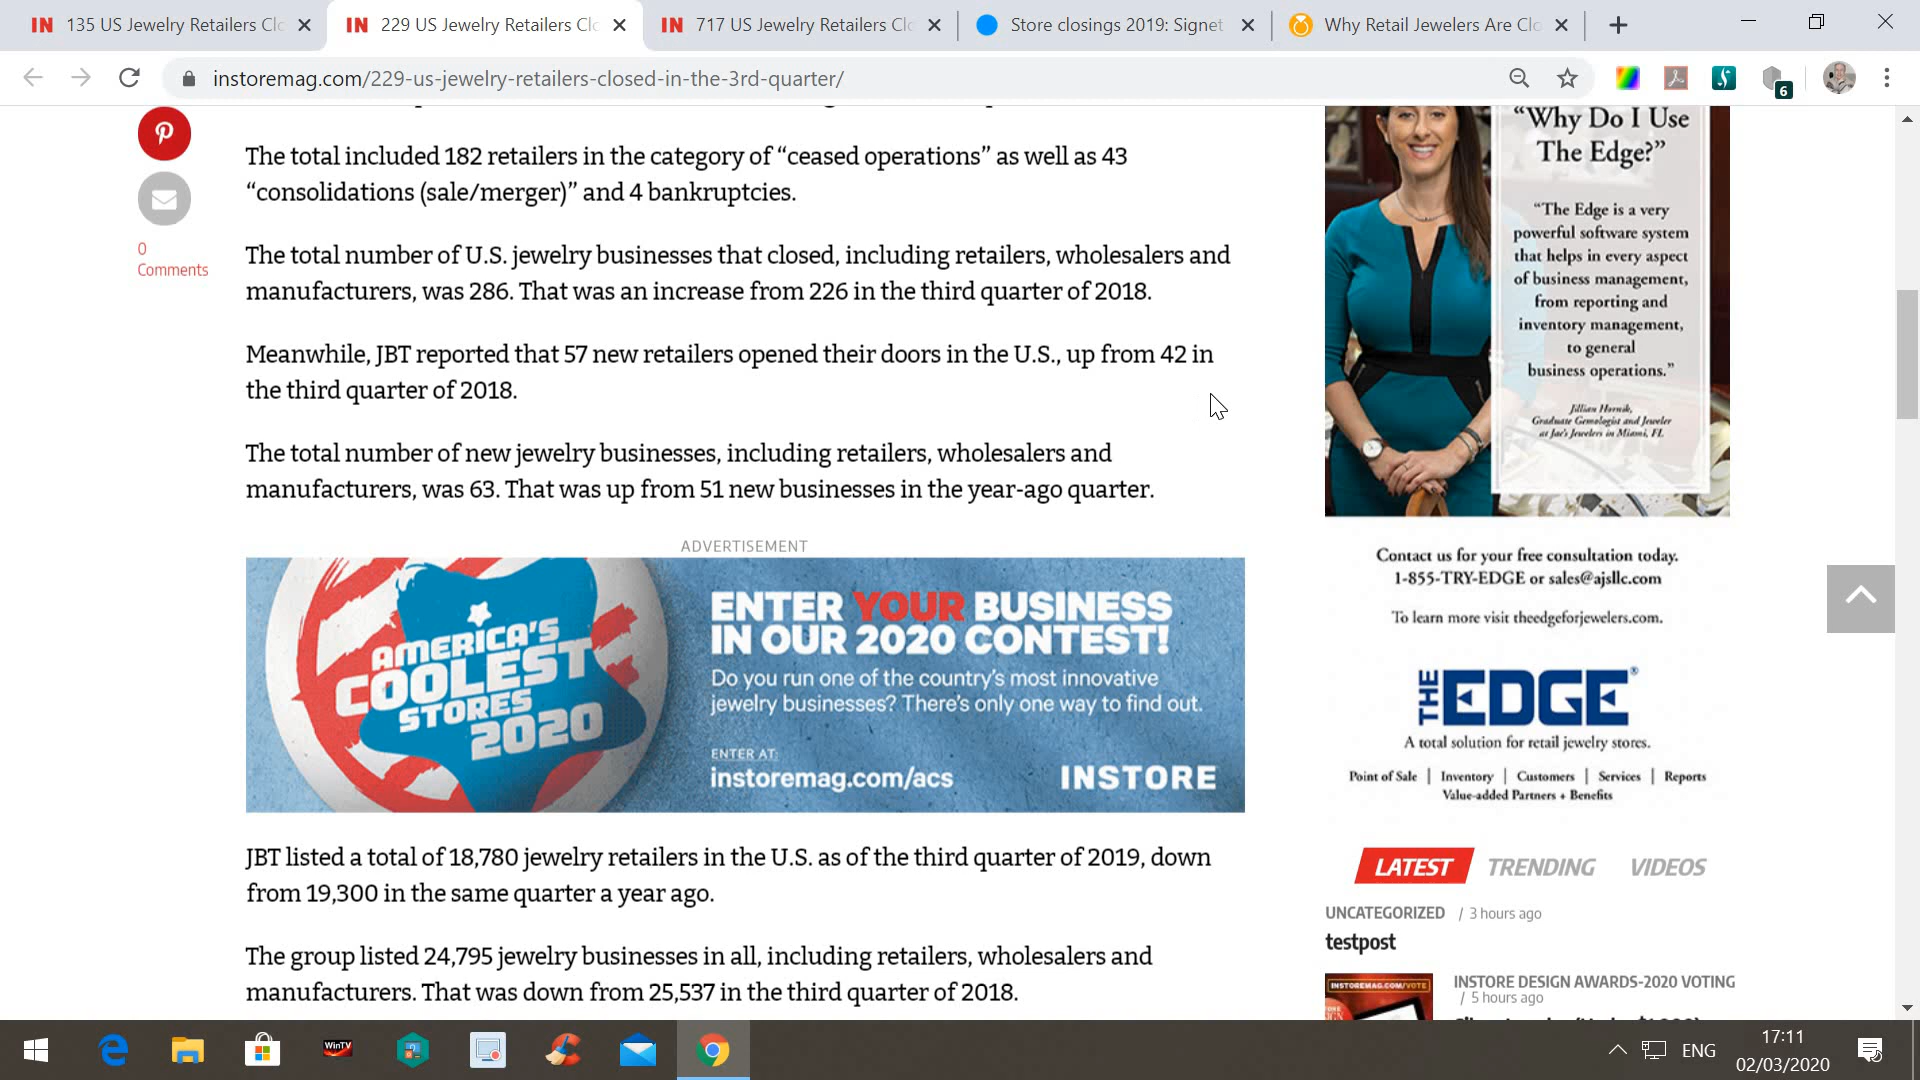 135 US Jewelry Retailers Clo
229 US Jewelry Retailers Clo
717 US Jewelry Retailers Clo
Store closings 2019: Signet
Why Retail Jewelers Are Clo
instoremag.com/229-us-jewelry-retailers-closed-in-the-3rd-quarter/
6
0
Comments
The total included 182 retailers in the category of “ceased operations” as well as 43
“consolidations (sale/merger)” and 4 bankruptcies.
The total number of U.S. jewelry businesses that closed, including retailers, wholesalers and
manufacturers, was 286. That was an increase from 226 in the third quarter of 2018.
Meanwhile, JBT reported that 57 new retailers opened their doors in the U.S., up from 42 in
the third quarter of 2018.
The total number of new jewelry businesses, including retailers, wholesalers and
manufacturers, was 63. That was up from 51 new businesses in the year-ago quarter.
ADVERTISEMENT
AMERICA'S
COOLEST
STORES
2020
ENTER YOUR BUSINESS
IN OUR 2020 CONTEST!
Do you run one of the country's most innovative
jewelry businesses? There's only one way to find out.
ENTER AT:
instoremag.com/acs
INSTORE
JBT listed a total of 18,780 jewelry retailers in the U.S. as of the third quarter of 2019, down
from 19,300 in the same quarter a year ago.
The group listed 24,795 jewelry businesses in all, including retailers, wholesalers and
manufacturers. That was down from 25,537 in the third quarter of 2018.
“Why Do I Use
The Edge?”
“The Edge is a very
powerful software system
that helps in every aspect
of business management,
from reporting and
inventory management,
to general
business operations.”
Jillian Hornik,
Graduate Gemologist and Jeweler
at Jae's Jewelers in Miami, FL
Contact us for your free consultation today.
1-855-TRY-EDGE or sales@ajsllc.com
To learn more visit theedgeforjewelers.com.
THE EDGE®
A total solution for retail jewelry stores.
Point of Sale | Inventory | Customers | Services | Reports
Value-added Partners + Benefits
LATEST TRENDING VIDEOS
UNCATEGORIZED / 3 hours ago
testpost
INSTOREMAG.COM/VOTE
INSTORE DESIGN AWARDS-2020 VOTING
/ 5 hours ago
WinTV
ENG
17:11
02/03/2020